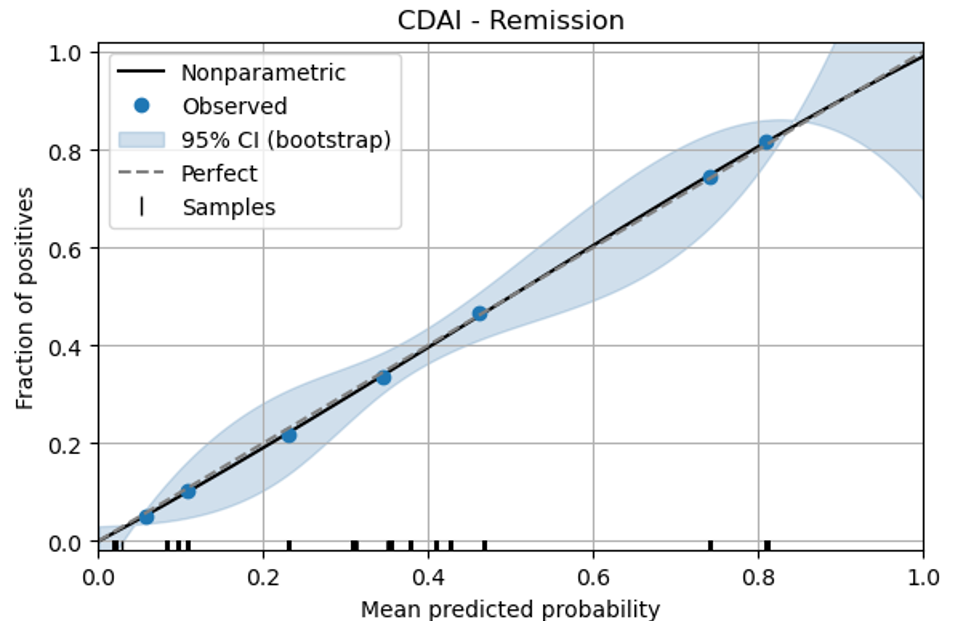 CDAI - Remission
Nonparametric
Observed
95% CI (bootstrap)
Perfect
Samples
Fraction of positives
1.0
0.8
0.6
0.4
0.2
0.0
0.0 0.2 0.4 0.6 0.8 1.0
Mean predicted probability